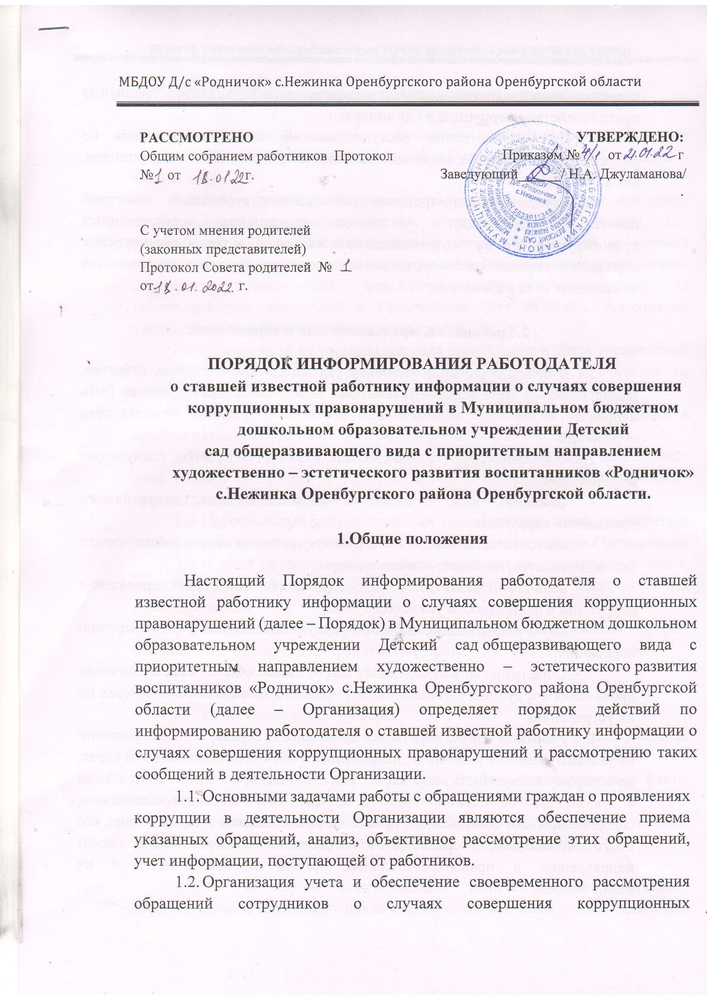 МБДОУ Д/с «Родничок» с.Нежинка Оренбургского района Оренбургской области
РАССМОТРЕНО
Общим собранием работников Протокол
№1 от 18.01.22г.
УТВЕРЖДЕНО:
Приказом № 4/1 от 21.01.22 г
Заведующий______/ Н.А. Джуламанова/
.
МБДОУ
Д/с «Родничок»
с.Нежинка
ИНН 5633011348
С учетом мнения родителей
(законных представителей)
Протокол Совета родителей № 1
от18.01.2022 г.
ПОРЯДОК ИНФОРМИРОВАНИЯ РАБОТОДАТЕЛЯ
о ставшей известной работнику информации о случаях совершения
коррупционных правонарушений в Муниципальном бюджетном
дошкольном образовательном учреждении Детский
сад общеразвивающего вида с приоритетным направлением
художественно – эстетического развития воспитанников «Родничок»
с.Нежинка Оренбургского района Оренбургской области.
1.Общие положения
Настоящий Порядок информирования работодателя о ставшей
известной работнику информации о случаях совершения коррупционных
правонарушений (далее – Порядок) в Муниципальном бюджетном дошкольном
образовательном учреждении Детский сад общеразвивающего вида с
приоритетным направлением художественно – эстетического развития
воспитанников «Родничок» с.Нежинка Оренбургского района Оренбургской
области (далее – Организация) определяет порядок действий по
информированию работодателя о ставшей известной работнику информации о
случаях совершения коррупционных правонарушений и рассмотрению таких
сообщений в деятельности Организации.
1.1. Основными задачами работы с обращениями граждан о проявлениях
коррупции в деятельности Организации являются обеспечение приема
указанных обращений, анализ, объективное рассмотрение этих обращений,
учет информации, поступающей от работников.
1.2. Организация учета и обеспечение своевременного рассмотрения
обращений сотрудников о случаях совершения коррупционных